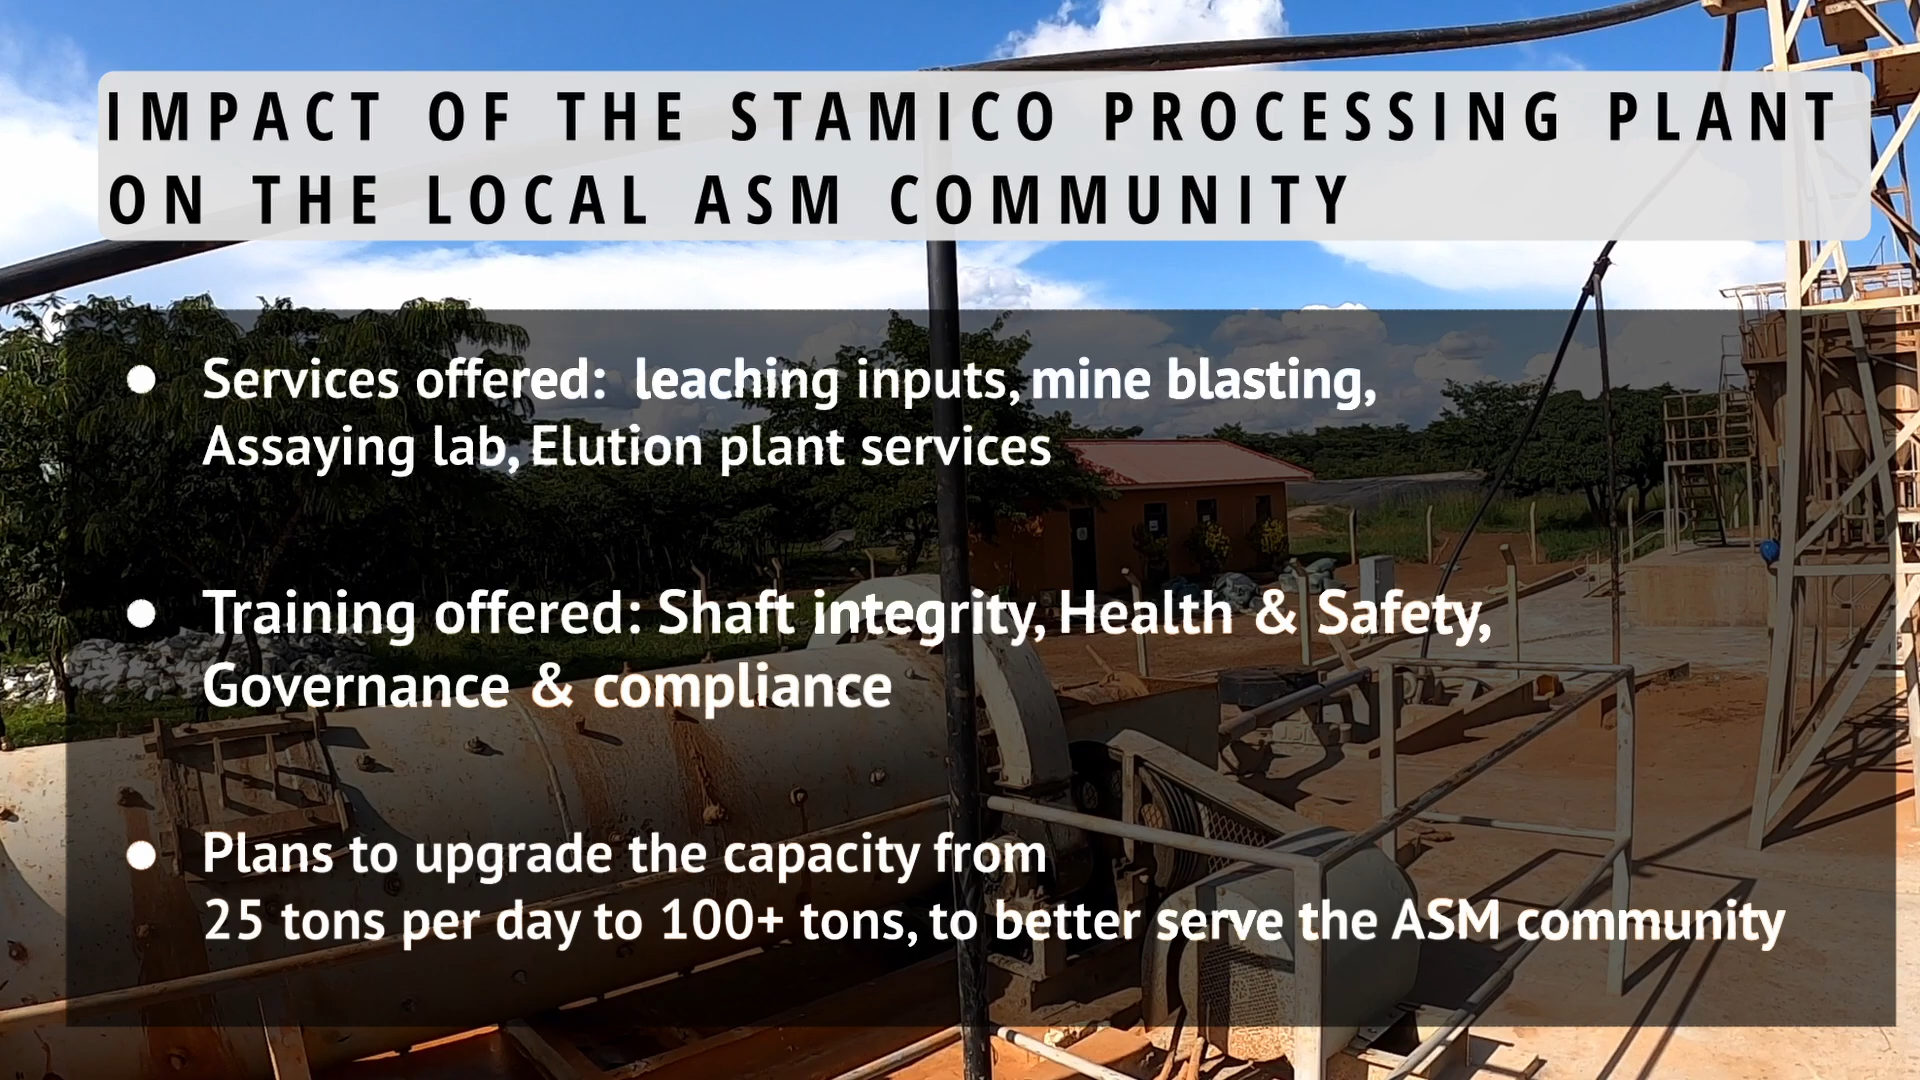 IMPACT OF THE STAMICO PROCESSING PLANT
ON THE LOCAL ASM COMMUNITY
● Services offered:  leaching inputs, mine blasting,
Assaying lab, Elution plant services
● Training offered: Shaft integrity, Health & Safety,
Governance & compliance
● Plans to upgrade the capacity from
25 tons per day to 100+ tons, to better serve the ASM community